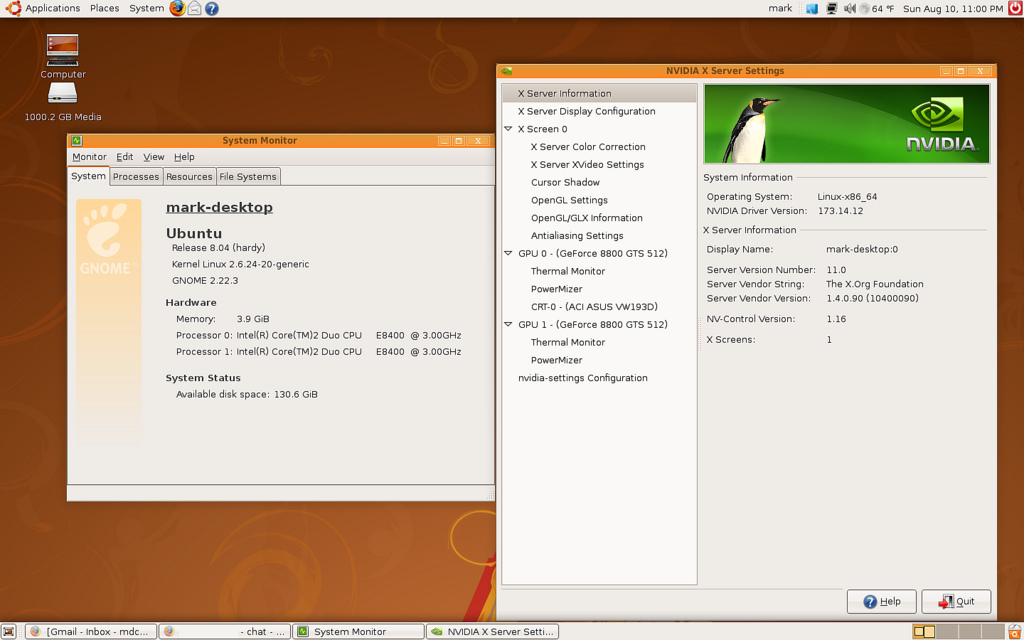 Applications Places System
mark 64 °F Sun Aug 10, 11:00 PM
Computer
1000.2 GB Media
System Monitor
Monitor Edit View Help
System Processes Resources File Systems
GNOME
mark-desktop
Ubuntu
Release 8.04 (hardy)
Kernel Linux 2.6.24-20-generic
GNOME 2.22.3
Hardware
Memory: 3.9 GiB
Processor 0: Intel(R) Core(TM)2 Duo CPU E8400 @ 3.00GHz
Processor 1: Intel(R) Core(TM)2 Duo CPU E8400 @ 3.00GHz
System Status
Available disk space: 130.6 GiB
NVIDIA X Server Settings
X Server Information
X Server Display Configuration
X Screen 0
X Server Color Correction
X Server XVideo Settings
Cursor Shadow
OpenGL Settings
OpenGL/GLX Information
Antialiasing Settings
GPU 0 - (GeForce 8800 GTS 512)
Thermal Monitor
PowerMizer
CRT-0 - (ACI ASUS VW193D)
GPU 1 - (GeForce 8800 GTS 512)
Thermal Monitor
PowerMizer
nvidia-settings Configuration
NVIDIA.
System Information
Operating System: Linux-x86_64
NVIDIA Driver Version: 173.14.12
X Server Information
Display Name: mark-desktop:0
Server Version Number: 11.0
Server Vendor String: The X.Org Foundation
Server Vendor Version: 1.4.0.90 (10400090)
NV-Control Version: 1.16
X Screens: 1
Help Quit
[Gmail - Inbox - mdc... - chat - ... System Monitor NVIDIA X Server Setti...